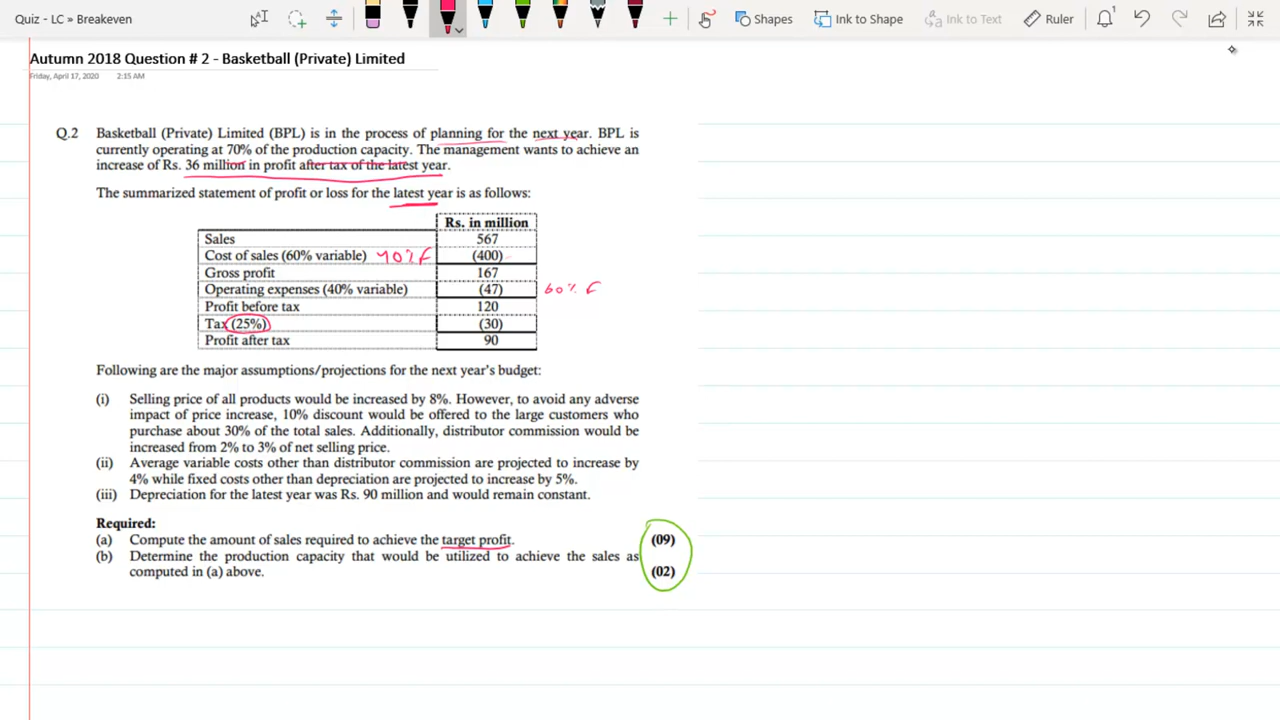 Quiz - LC » Breakeven
Shapes
Ink to Shape
Ink to Text
Ruler
Autumn 2018 Question # 2 - Basketball (Private) Limited
Friday, April 17, 2020 2:15 AM
Q.2 Basketball (Private) Limited (BPL) is in the process of planning for the next year. BPL is
currently operating at 70% of the production capacity. The management wants to achieve an
increase of Rs. 36 million in profit after tax of the latest year.
The summarized statement of profit or loss for the latest year is as follows:
Rs. in million
Sales 567
Cost of sales (60% variable) 40% F (400)
Gross profit 167
Operating expenses (40% variable) (47) 60% F
Profit before tax 120
Tax (25%) (30)
Profit after tax 90
Following are the major assumptions/projections for the next year's budget:
(i) Selling price of all products would be increased by 8%. However, to avoid any adverse
impact of price increase, 10% discount would be offered to the large customers who
purchase about 30% of the total sales. Additionally, distributor commission would be
increased from 2% to 3% of net selling price.
(ii) Average variable costs other than distributor commission are projected to increase by
4% while fixed costs other than depreciation are projected to increase by 5%.
(iii) Depreciation for the latest year was Rs. 90 million and would remain constant.
Required:
(a) Compute the amount of sales required to achieve the target profit. (09)
(b) Determine the production capacity that would be utilized to achieve the sales as
computed in (a) above. (02)